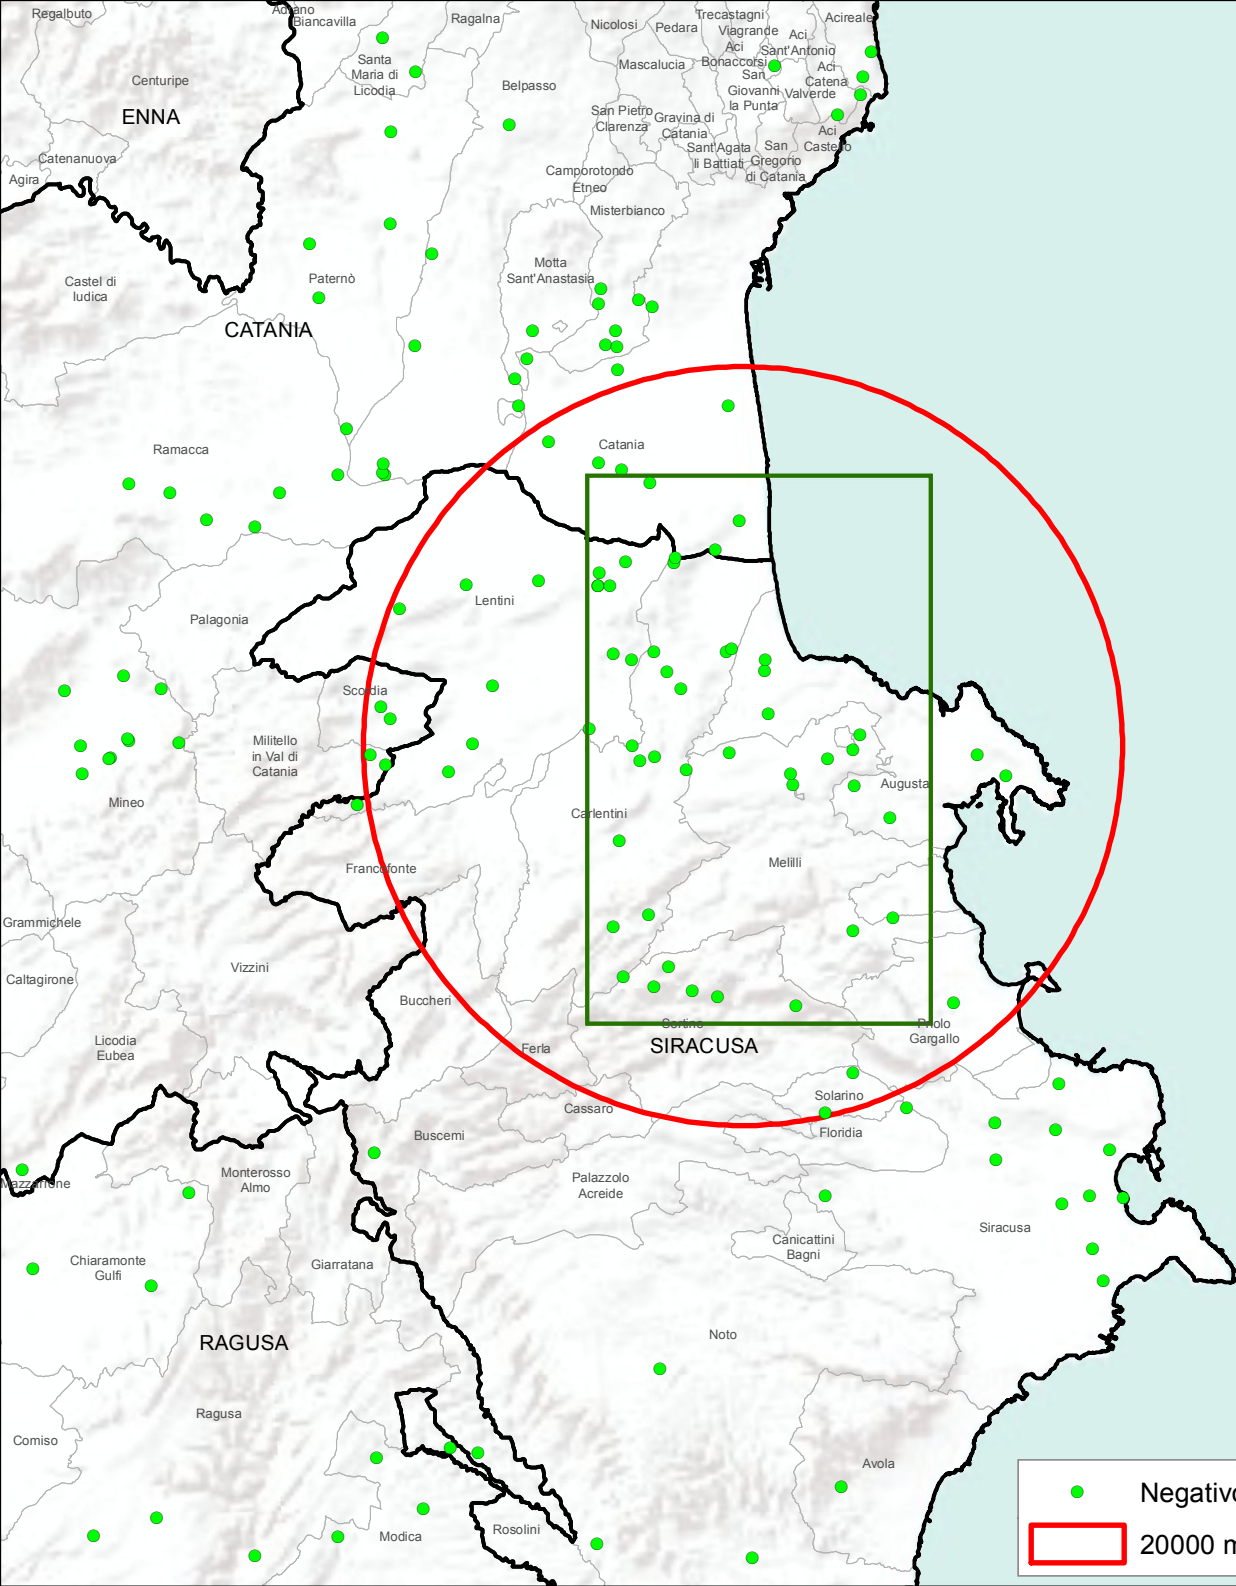 Regalbuto
Adrano
Biancavilla
Ragalna
Nicolosi
Pedara
Trecastagni
Viagrande
Acireale
Aci
Sant'Antonio
Aci
Bonaccorsi
Mascalucia
Santa
Maria di
Licodia
Centuripe
Belpasso
San
Giovanni
la Punta
Aci
Catena
Valverde
ENNA
San Pietro
Clarenza
Gravina di
Catania
Sant'Agata
li Battiati
San
Gregorio
di Catania
Aci
Castello
Catenanuova
Agira
Camporotondo
Etneo
Misterbianco
Motta
Sant'Anastasia
Castel di
Iudica
Paternò
CATANIA
Ramacca
Catania
Lentini
Palagonia
Scordia
Militello
in Val di
Catania
Mineo
Augusta
Carlentini
Melilli
Francofonte
Grammichele
Caltagirone
Vizzini
Buccheri
Licodia
Eubea
Sortino
Priolo
Gargallo
SIRACUSA
Ferla
Solarino
Cassaro
Floridia
Buscemi
Monterosso
Almo
Palazzolo
Acreide
Mazzarrone
Siracusa
Canicattini
Bagni
Chiaramonte
Gulfi
Giarratana
RAGUSA
Noto
Ragusa
Comiso
Avola
Modica
Rosolini
Negativo
20000 m